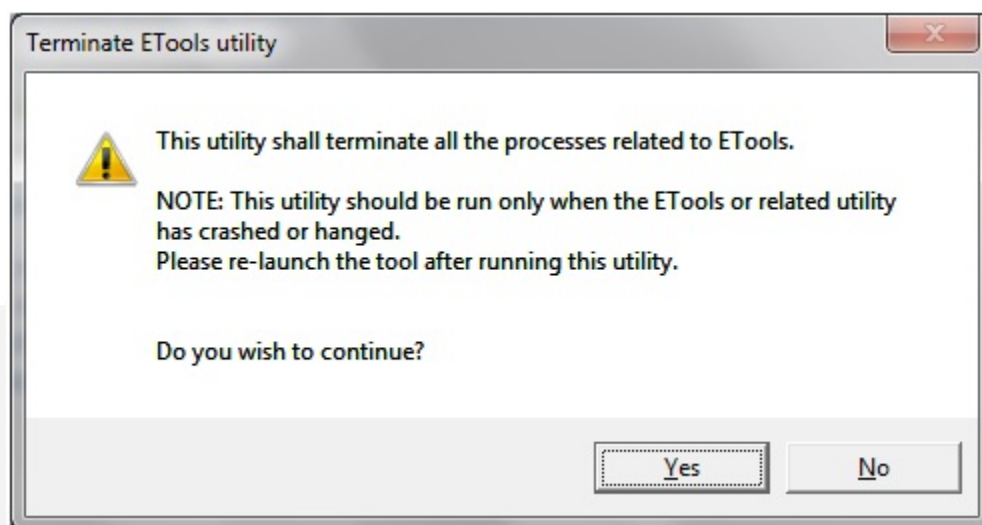 Terminate ETools utility
This utility shall terminate all the processes related to ETools.
NOTE: This utility should be run only when the ETools or related utility
has crashed or hanged.
Please re-launch the tool after running this utility.
Do you wish to continue?
Yes
No